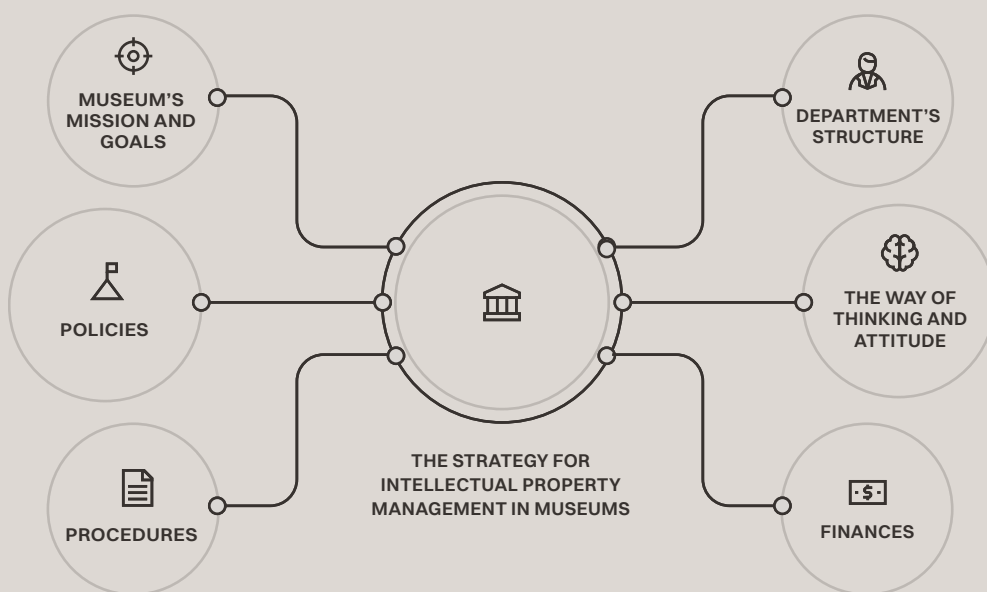 MUSEUM'S
MISSION AND
GOALS
POLICIES
PROCEDURES
THE STRATEGY FOR
INTELLECTUAL PROPERTY
MANAGEMENT IN MUSEUMS
DEPARTMENT'S
STRUCTURE
THE WAY OF
THINKING AND
ATTITUDE
$
FINANCES